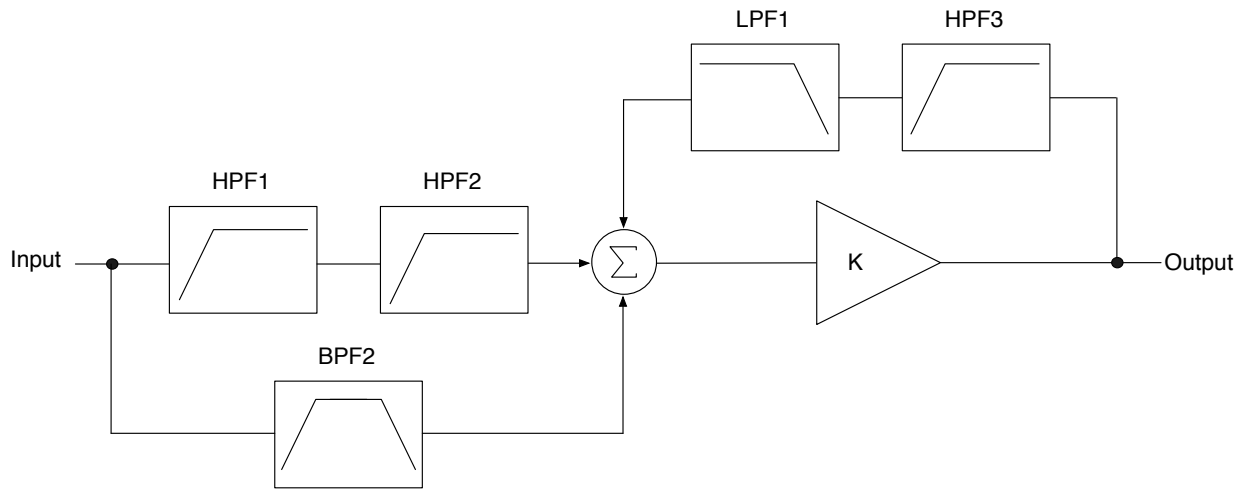 LPF1
HPF3
HPF1
HPF2
Input
Σ
K
Output
BPF2